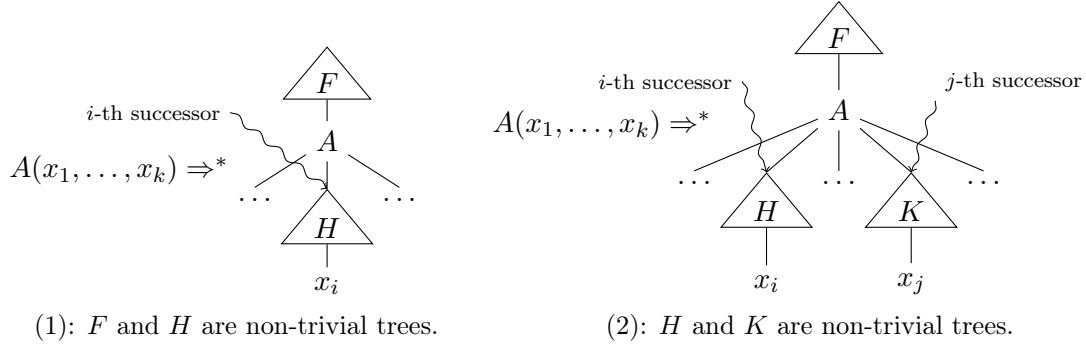 F
i-th successor
A
A(x₁, . . . , xₖ) ⇒*
. . . . . .
H
xᵢ
(1): F and H are non-trivial trees.
F
i-th successor j-th successor
A(x₁, . . . , xₖ) ⇒* A
. . . . . . . . .
H K
xᵢ xⱼ
(2): H and K are non-trivial trees.